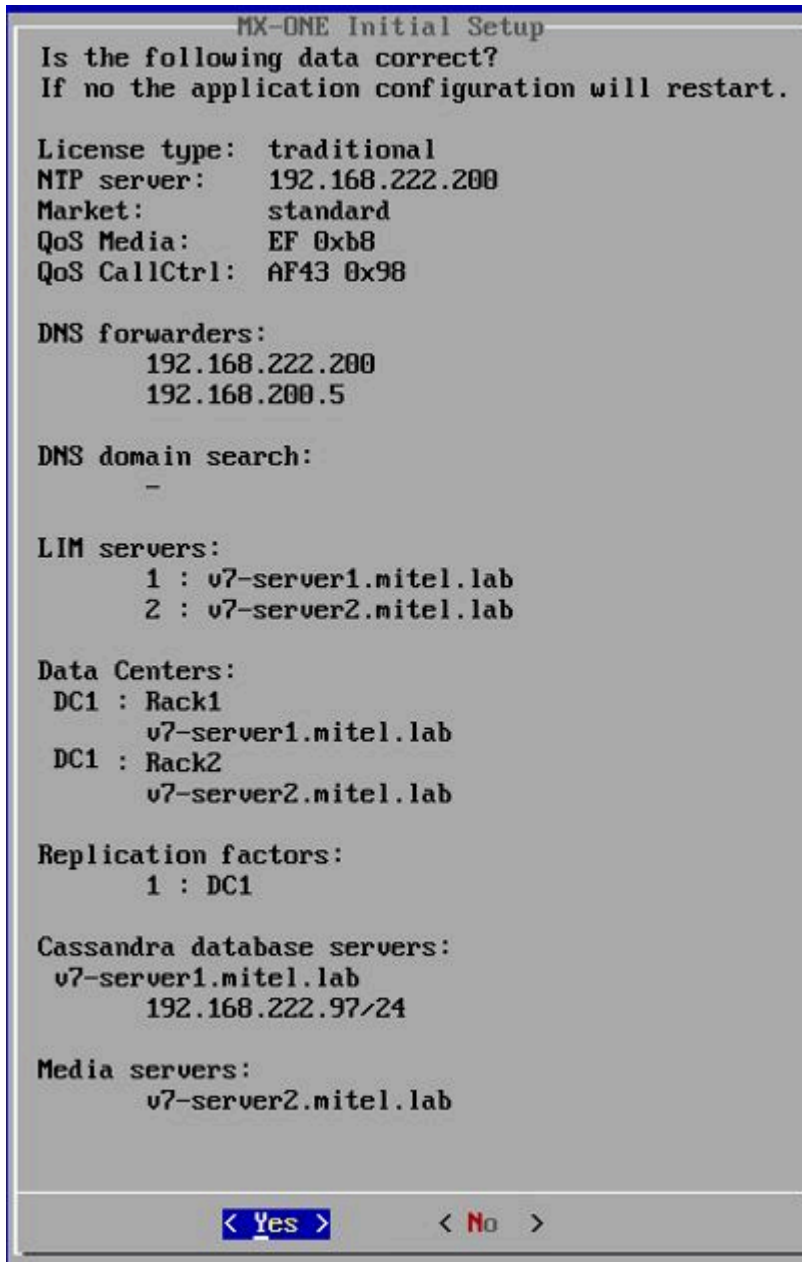 MX-ONE Initial Setup
Is the following data correct?
If no the application configuration will restart.
License type: traditional
NTP server: 192.168.222.200
Market: standard
QoS Media: EF 0xb8
QoS CallCtrl: AF43 0x98
DNS forwarders:
192.168.222.200
192.168.200.5
DNS domain search:
-
LIM servers:
1 : v7-server1.mitel.lab
2 : v7-server2.mitel.lab
Data Centers:
DC1 : Rack1
v7-server1.mitel.lab
DC1 : Rack2
v7-server2.mitel.lab
Replication factors:
1 : DC1
Cassandra database servers:
v7-server1.mitel.lab
192.168.222.97/24
Media servers:
v7-server2.mitel.lab
< Yes > < No >